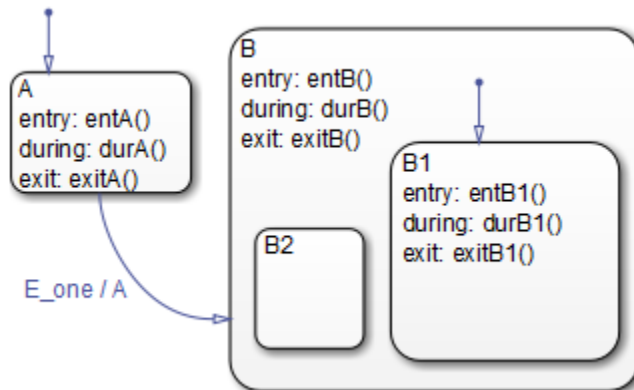 A
entry: entA()
during: durA()
exit: exitA()
E_one / A
B
entry: entB()
during: durB()
exit: exitB()
B2
B1
entry: entB1()
during: durB1()
exit: exitB1()